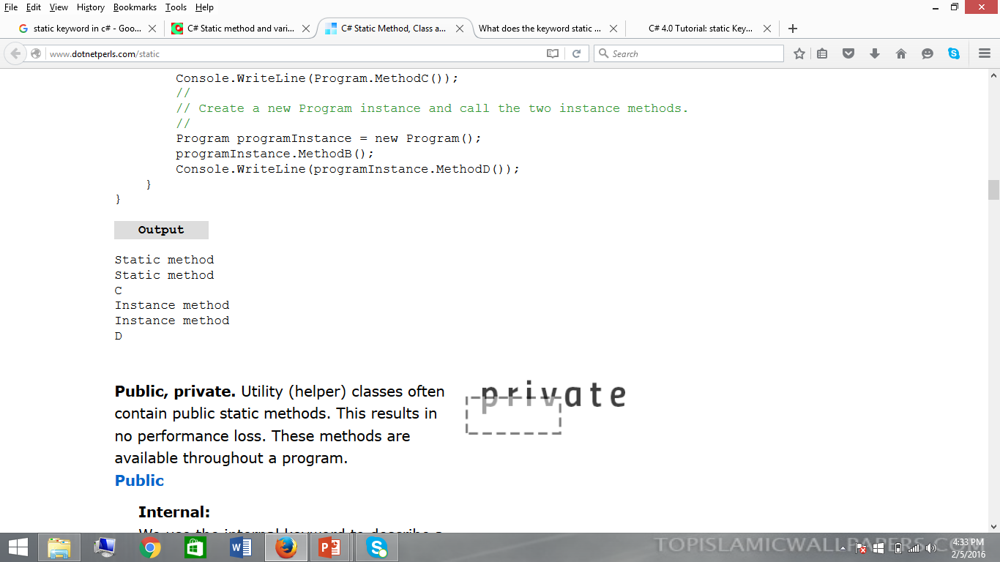 File Edit View History Bookmarks Tools Help
static keyword in c# - Goo... C# Static method and vari... C# Static Method, Class a... What does the keyword static ... C# 4.0 Tutorial: static Key...
www.dotnetperls.com/static Search
Console.WriteLine(Program.MethodC());
//
// Create a new Program instance and call the two instance methods.
//
Program programInstance = new Program();
programInstance.MethodB();
Console.WriteLine(programInstance.MethodD());
}
}
Output
Static method
Static method
C
Instance method
Instance method
D
Public, private. Utility (helper) classes often
contain public static methods. This results in
no performance loss. These methods are
available throughout a program.
private
Public
Internal:
We use the internal keyword to describe a
TOPISLAMICWALLPAPERS.COM
4:33 PM
2/5/2016